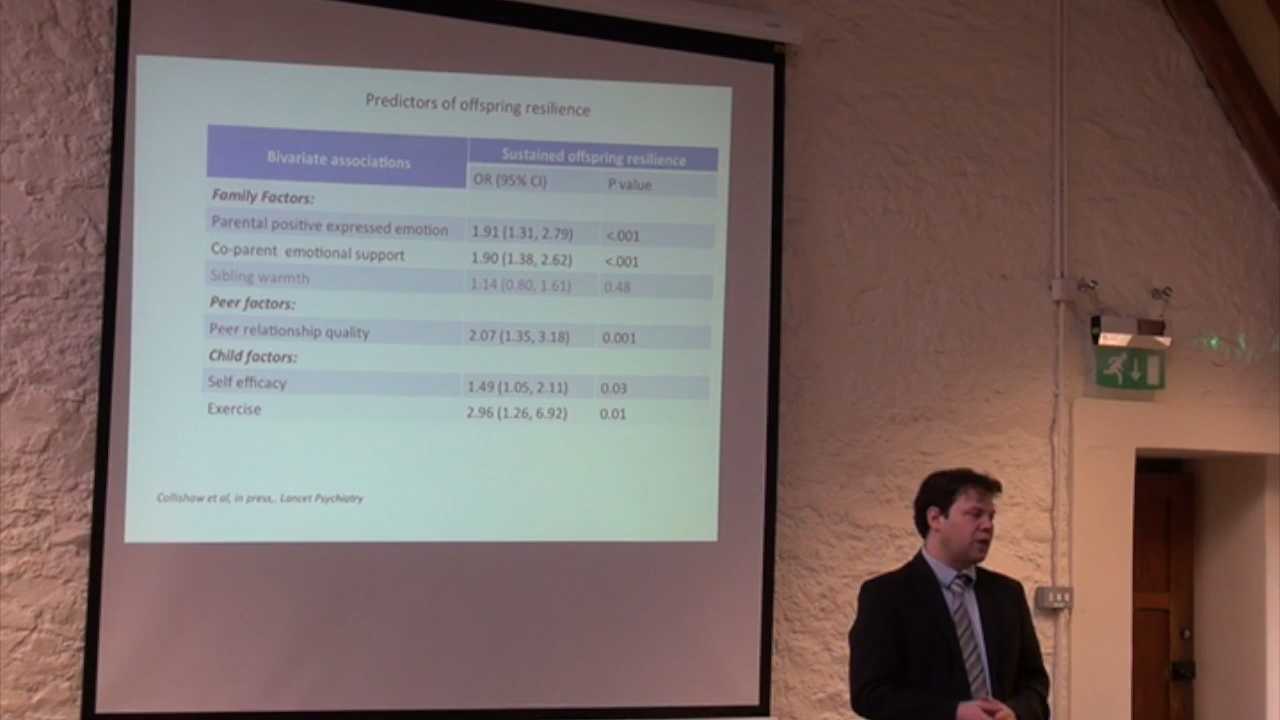 Predictors of offspring resilience
Bivariate associations
Sustained offspring resilience
OR (95% CI) P value
Family Factors:
Parental positive expressed emotion 1.91 (1.31, 2.79) <.001
Co-parent emotional support 1.90 (1.38, 2.62) <.001
Sibling warmth 1.14 (0.80, 1.61) 0.48
Peer factors:
Peer relationship quality 2.07 (1.35, 3.18) 0.001
Child factors:
Self efficacy 1.49 (1.05, 2.11) 0.03
Exercise 2.96 (1.26, 6.92) 0.01
Collishaw et al, in press,. Lancet Psychiatry